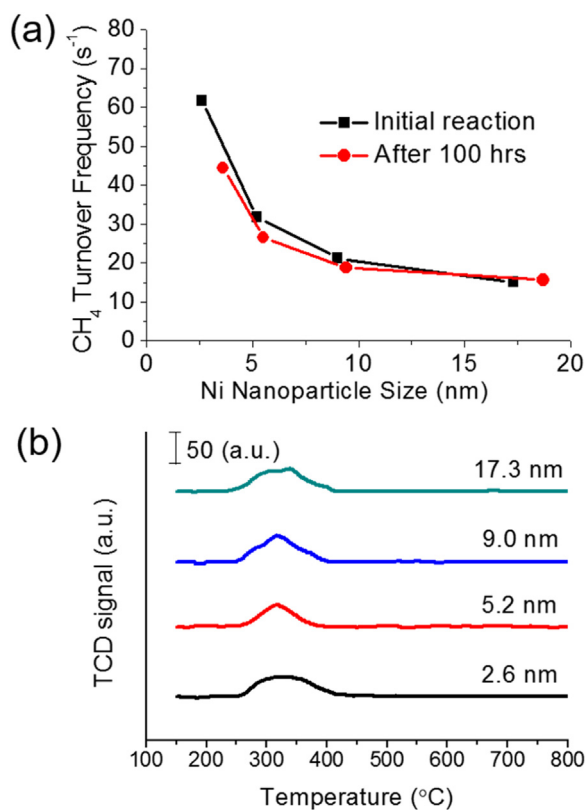 (a)
CH4 Turnover Frequency (s-1)
80
70
60
50
40
30
20
10
0
Initial reaction
After 100 hrs
0 5 10 15 20
Ni Nanoparticle Size (nm)
(b)
50 (a.u.)
TCD signal (a.u.)
17.3 nm
9.0 nm
5.2 nm
2.6 nm
100 200 300 400 500 600 700 800
Temperature (oC)